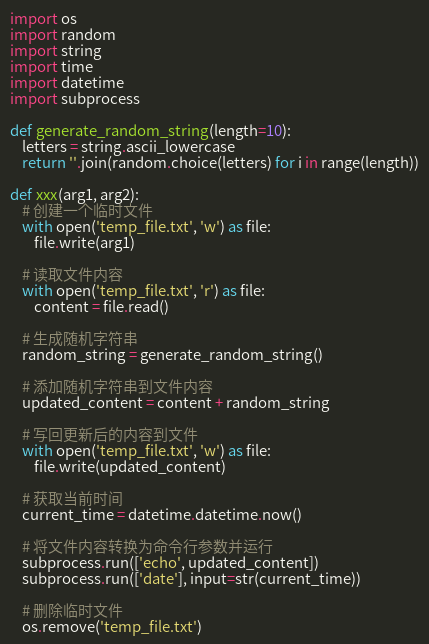 import os
import random
import string
import time
import datetime
import subprocess

def generate_random_string(length=10):
    letters = string.ascii_lowercase
    return ''.join(random.choice(letters) for i in range(length))

def xxx(arg1, arg2):
    # 创建一个临时文件
    with open('temp_file.txt', 'w') as file:
        file.write(arg1)

    # 读取文件内容
    with open('temp_file.txt', 'r') as file:
        content = file.read()

    # 生成随机字符串
    random_string = generate_random_string()

    # 添加随机字符串到文件内容
    updated_content = content + random_string

    # 写回更新后的内容到文件
    with open('temp_file.txt', 'w') as file:
        file.write(updated_content)

    # 获取当前时间
    current_time = datetime.datetime.now()

    # 将文件内容转换为命令行参数并运行
    subprocess.run(['echo', updated_content])
    subprocess.run(['date'], input=str(current_time))

    # 删除临时文件
    os.remove('temp_file.txt')